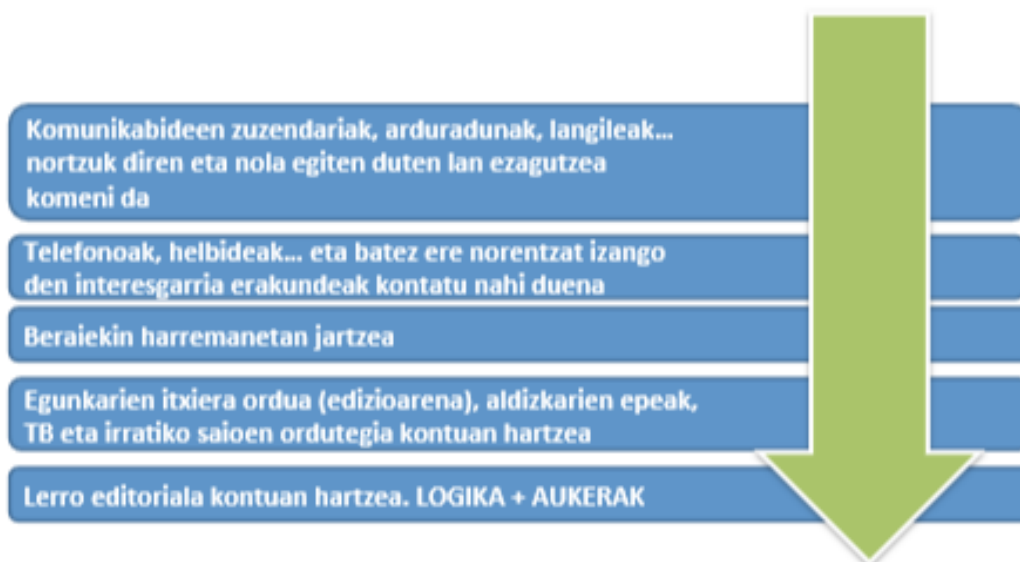 Komunikabideen zuzendariak, arduradunak, langileak...
nortzuk diren eta nola egiten duten lan ezagutzea
komeni da
Telefonoak, helbideak... eta batez ere norentzat izango
den interesgarria erakundeak kontatu nahi duena
Beraiekin harremanetan jartzea
Egunkarien itxiera ordua (edizioarena), aldizkarien epeak,
TB eta irratiko saioen ordutegia kontuan hartzea
Lerro editoriala kontuan hartzea. LOGIKA + AUKERAK